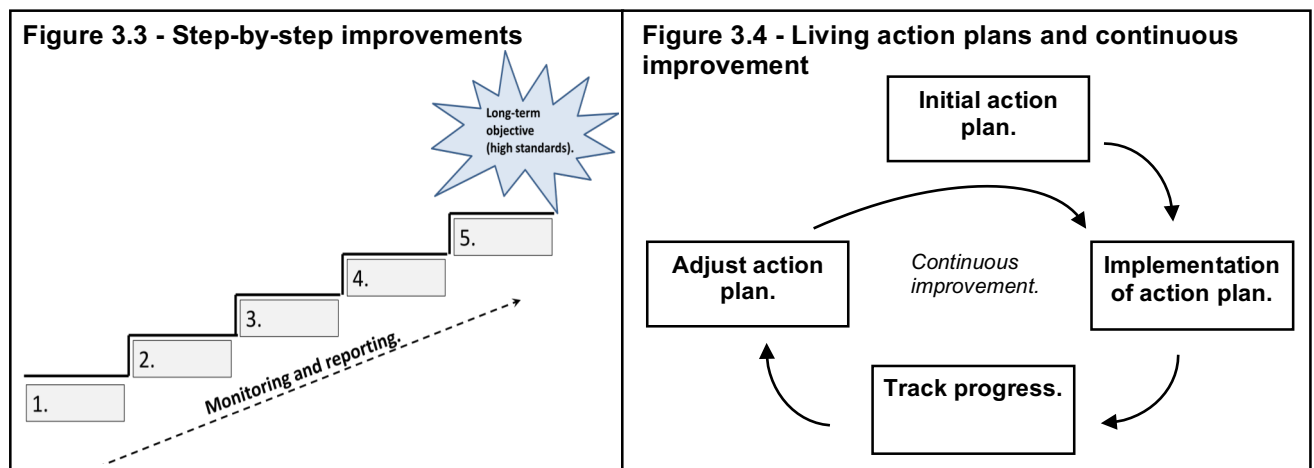 Figure 3.3 - Step-by-step improvements
Long-term
objective
(high standards).
5.
4.
3.
2.
1.
Monitoring and reporting.
Figure 3.4 - Living action plans and continuous
improvement
Initial action
plan.
Adjust action
plan.
Continuous
improvement.
Implementation
of action plan.
Track progress.